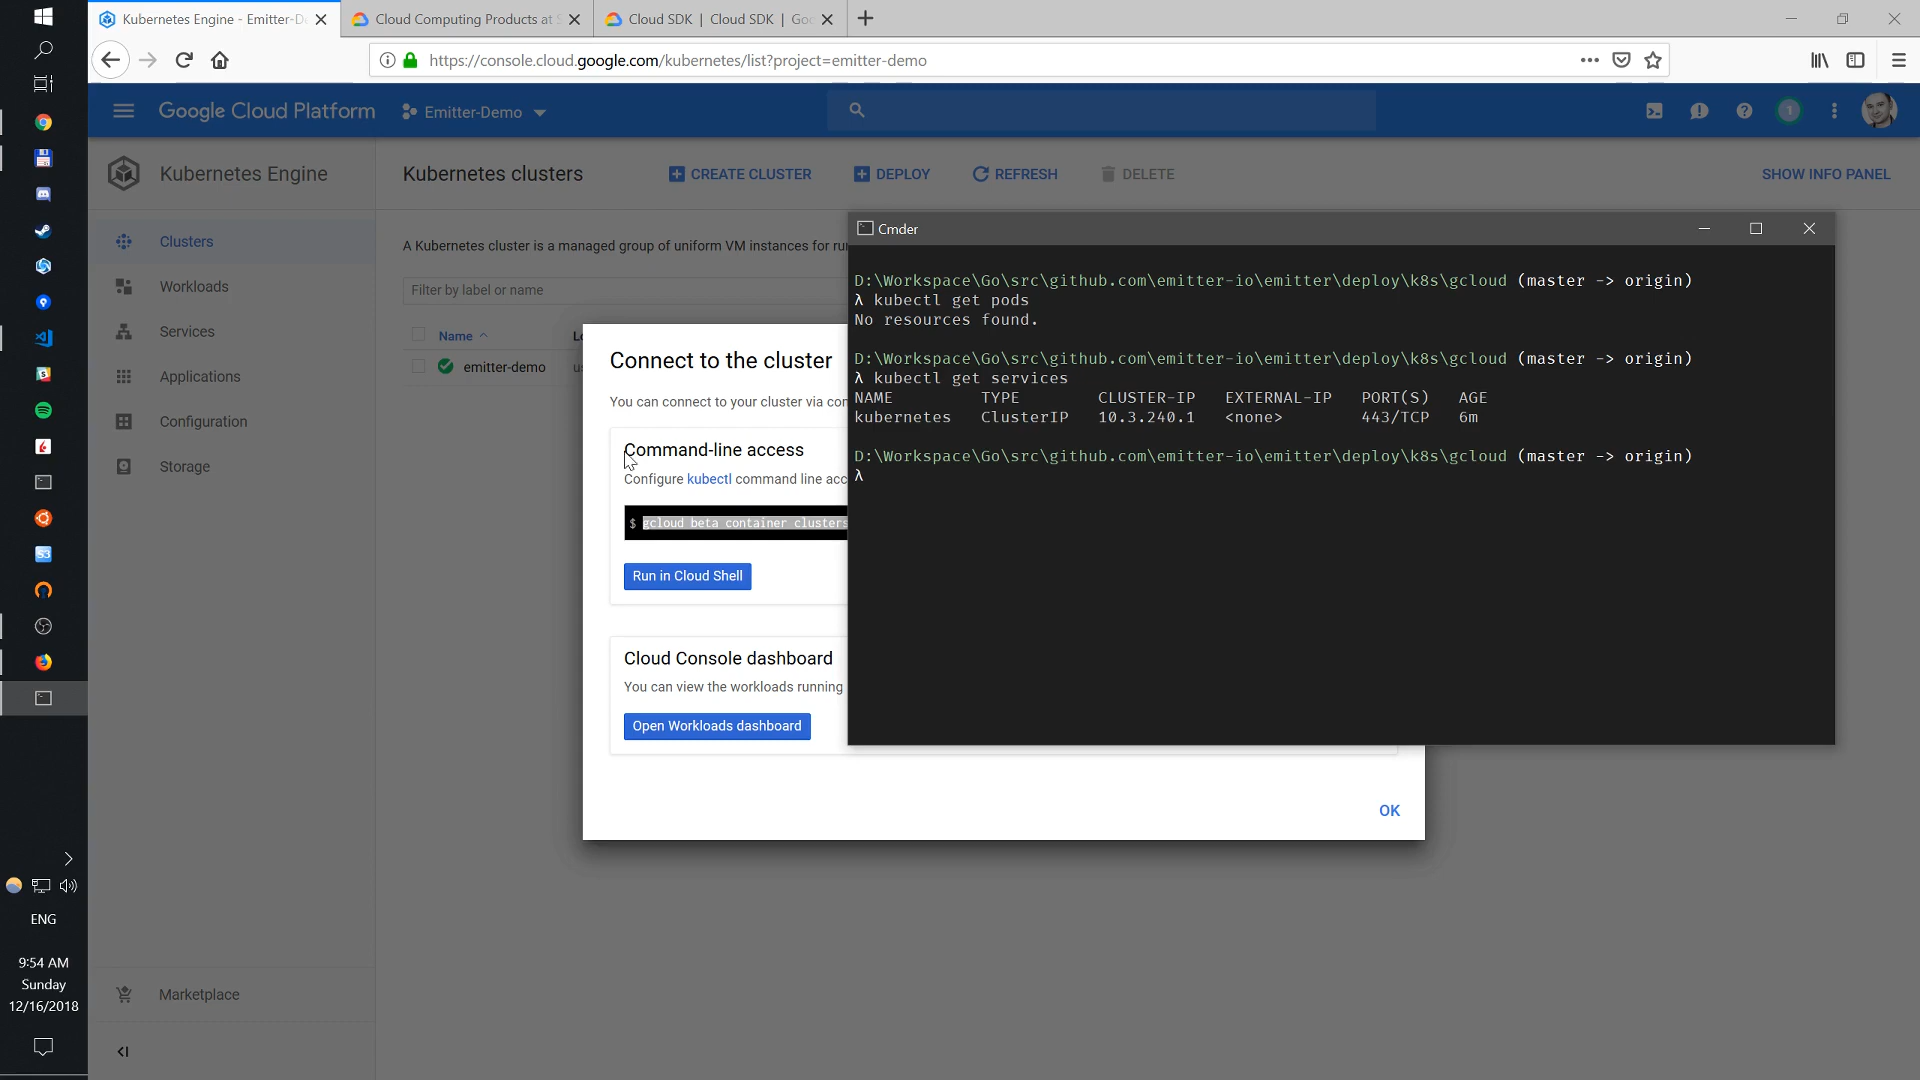 Kubernetes Engine - Emitter-D
Cloud Computing Products at
Cloud SDK | Cloud SDK | Goo
https://console.cloud.google.com/kubernetes/list?project=emitter-demo
Google Cloud Platform
Emitter-Demo
1
Kubernetes Engine
Clusters
Workloads
Services
Applications
Configuration
Storage
Marketplace
Kubernetes clusters
CREATE CLUSTER
DEPLOY
REFRESH
DELETE
SHOW INFO PANEL
A Kubernetes cluster is a managed group of uniform VM instances for ru
Filter by label or name
Name
emitter-demo
Connect to the cluster
You can connect to your cluster via con
Command-line access
Configure kubectl command line acc
$ gcloud beta container clusters
Run in Cloud Shell
Cloud Console dashboard
You can view the workloads running
Open Workloads dashboard
OK
Cmder
D:\Workspace\Go\src\github.com\emitter-io\emitter\deploy\k8s\gcloud (master -> origin)
λ kubectl get pods
No resources found.
D:\Workspace\Go\src\github.com\emitter-io\emitter\deploy\k8s\gcloud (master -> origin)
λ kubectl get services
NAME TYPE CLUSTER-IP EXTERNAL-IP PORT(S) AGE
kubernetes ClusterIP 10.3.240.1 <none> 443/TCP 6m
D:\Workspace\Go\src\github.com\emitter-io\emitter\deploy\k8s\gcloud (master -> origin)
λ
S3
ENG
9:54 AM
Sunday
12/16/2018